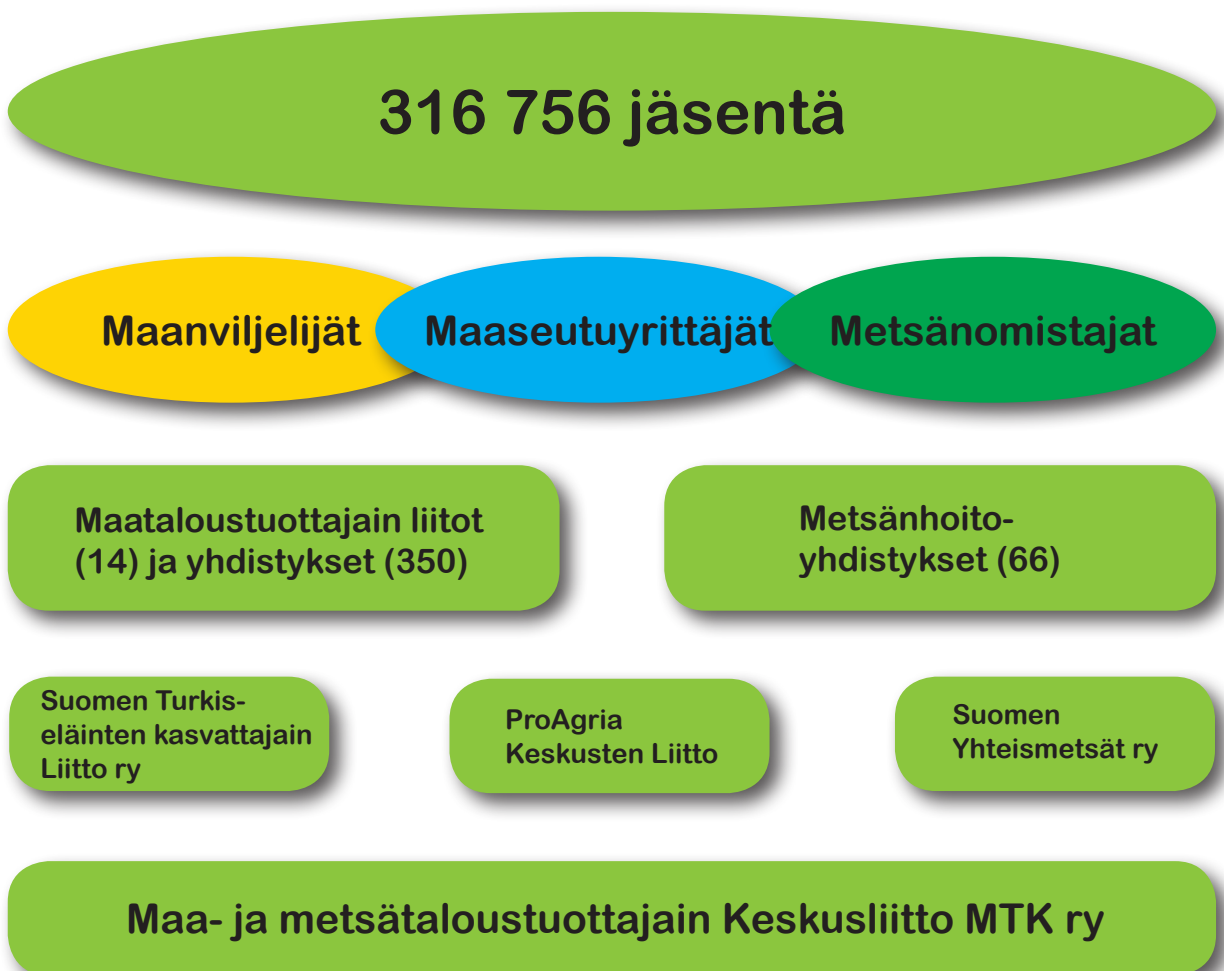 316 756 jäsentä
Maanviljelijät
Maaseutuyrittäjät
Metsänomistajat
Maataloustuottajain liitot
(14) ja yhdistykset (350)
Metsänhoito-
yhdistykset (66)
Suomen Turkis-
eläinten kasvattajain
Liitto ry
ProAgria
Keskusten Liitto
Suomen
Yhteismetsät ry
Maa- ja metsätaloustuottajain Keskusliitto MTK ry